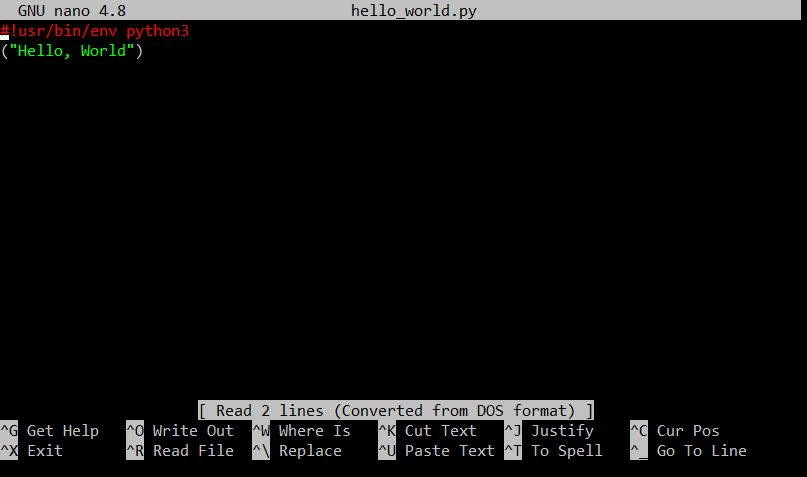 GNU nano 4.8 hello_world.py
#!usr/bin/env python3
("Hello, World")
[ Read 2 lines (Converted from DOS format) ]
^G Get Help ^O Write Out ^W Where Is ^K Cut Text ^J Justify ^C Cur Pos
^X Exit ^R Read File ^\ Replace ^U Paste Text ^T To Spell ^_ Go To Line